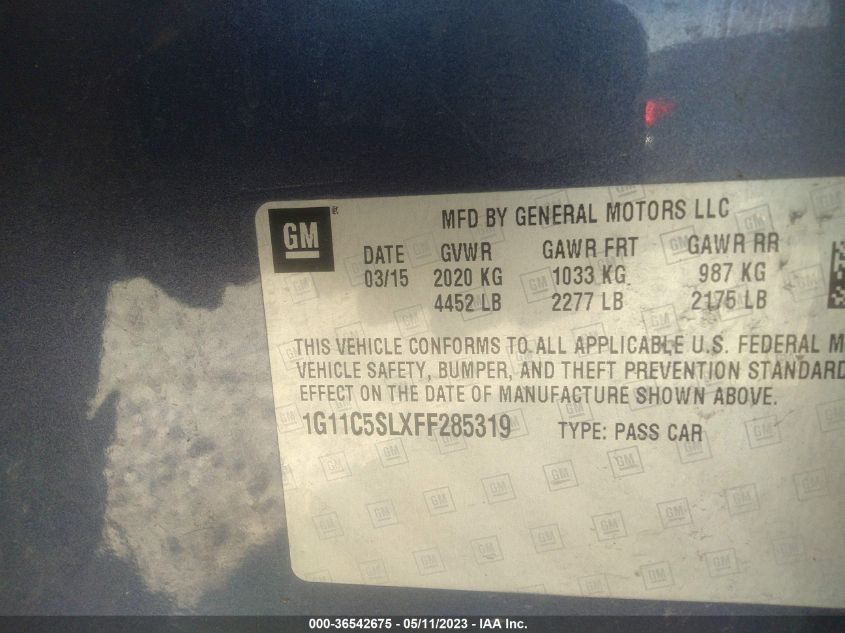 GM
MFD BY GENERAL MOTORS LLC
DATE GVWR GAWR FRT GAWR RR
03/15 2020 KG 1033 KG 987 KG
4452 LB 2277 LB 2175 LB
THIS VEHICLE CONFORMS TO ALL APPLICABLE U.S. FEDERAL M
VEHICLE SAFETY, BUMPER, AND THEFT PREVENTION STANDARD
EFFECT ON THE DATE OF MANUFACTURE SHOWN ABOVE.
1G11C5SLXFF285319 TYPE: PASS CAR
000-36542675 - 05/11/2023 - IAA Inc.